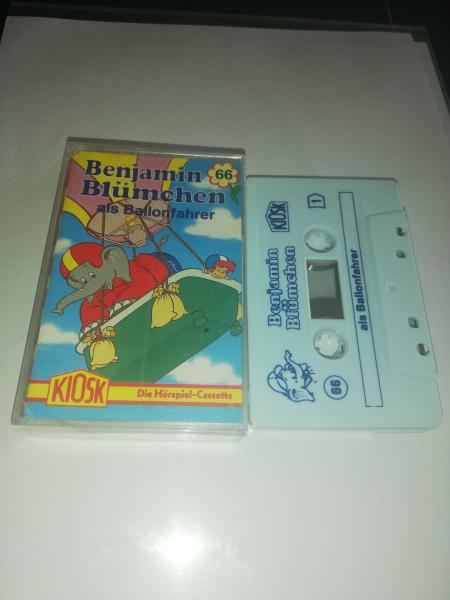 Benjamin
Blümchen
66
als Ballonfahrer
KIOSK
Die Hörspiel-Cassette
KIOSK
1
Benjamin
Blümchen
als Ballonfahrer
66